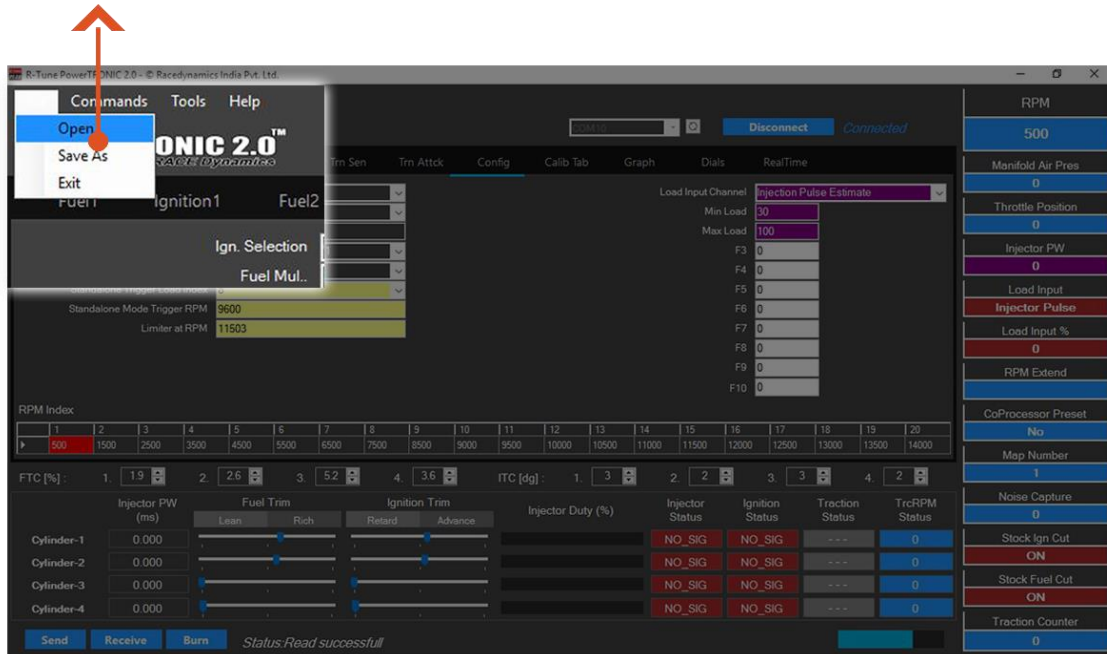 R-Tune PowerTRONIC 2.0 - © Racedynamics India Pvt. Ltd.
Commands Tools Help
Open
Save As
Exit
ONIC 2.0™
RACE Dynamics
COM10 Disconnect Connected
Fuel1 Ignition1 Fuel2 Trn Sen Trn Attck Config Calib Tab Graph Dials RealTime
Ign. Selection
Fuel Mul..
Standalone Trigger Load Index 0
Standalone Mode Trigger RPM 9600
Limiter at RPM 11503
Load Input Channel Injection Pulse Estimate
Min Load 30
Max Load 100
F3 0
F4 0
F5 0
F6 0
F7 0
F8 0
F9 0
F10 0
RPM Index
1 2 3 4 5 6 7 8 9 10 11 12 13 14 15 16 17 18 19 20
500 1500 2500 3500 4500 5500 6500 7500 8500 9000 9500 10000 10500 11000 11500 12000 12500 13000 13500 14000
FTC [%] : 1. 1.9 2. 2.6 3. 5.2 4. 3.6 ITC [dg] : 1. 3 2. 2 3. 3 4. 2
Injector PW (ms) Fuel Trim Ignition Trim Injector Duty (%) Injector Status Ignition Status Traction Status TrcRPM Status
Lean Rich Retard Advance
Cylinder-1 0.000 NO_SIG NO_SIG --- 0
Cylinder-2 0.000 NO_SIG NO_SIG --- 0
Cylinder-3 0.000 NO_SIG NO_SIG --- 0
Cylinder-4 0.000 NO_SIG NO_SIG --- 0
Send Receive Burn Status:Read successfull
RPM
500
Manifold Air Pres
0
Throttle Position
0
Injector PW
0
Load Input
Injector Pulse
Load Input %
0
RPM Extend
CoProcessor Preset
No
Map Number
1
Noise Capture
0
Stock Ign Cut
ON
Stock Fuel Cut
ON
Traction Counter
0